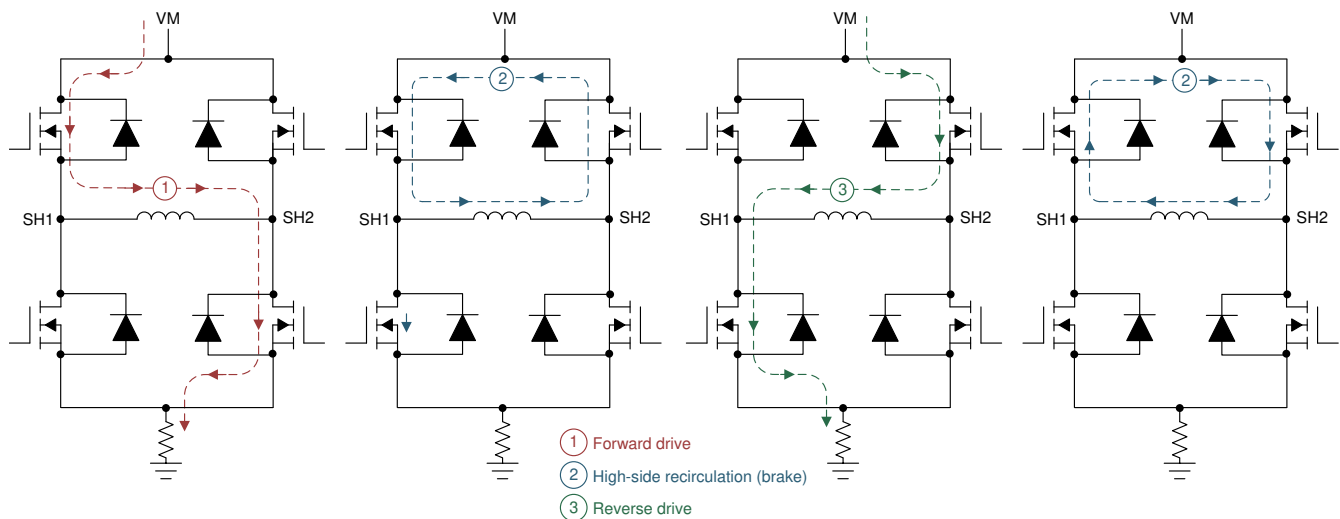 VM
VM
VM
VM
2
2
1
3
SH1
SH2
SH1
SH2
SH1
SH2
SH1
SH2
1 Forward drive
2 High-side recirculation (brake)
3 Reverse drive